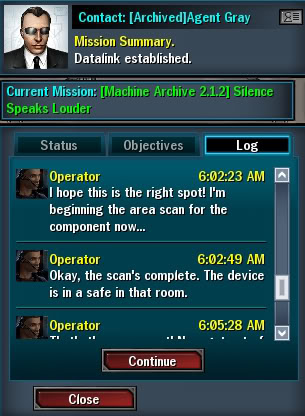 Contact: [Archived]Agent Gray
Mission Summary.
Datalink established.
Current Mission: [Machine Archive 2.1.2] Silence
Speaks Louder
Status
Objectives
Log
Operator 6:02:23 AM
I hope this is the right spot! I'm
beginning the area scan for the
component now...
Operator 6:02:49 AM
Okay, the scan's complete. The device
is in a safe in that room.
Operator 6:05:28 AM
Continue
Close